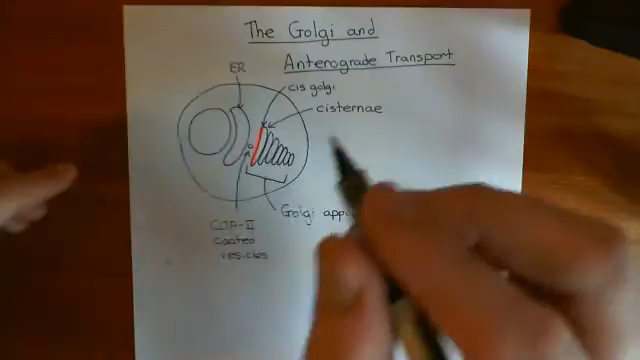 The Golgi and
Anterograde Transport
ER
cis golgi
cisternae
Golgi
COP-II
coated
vesicles